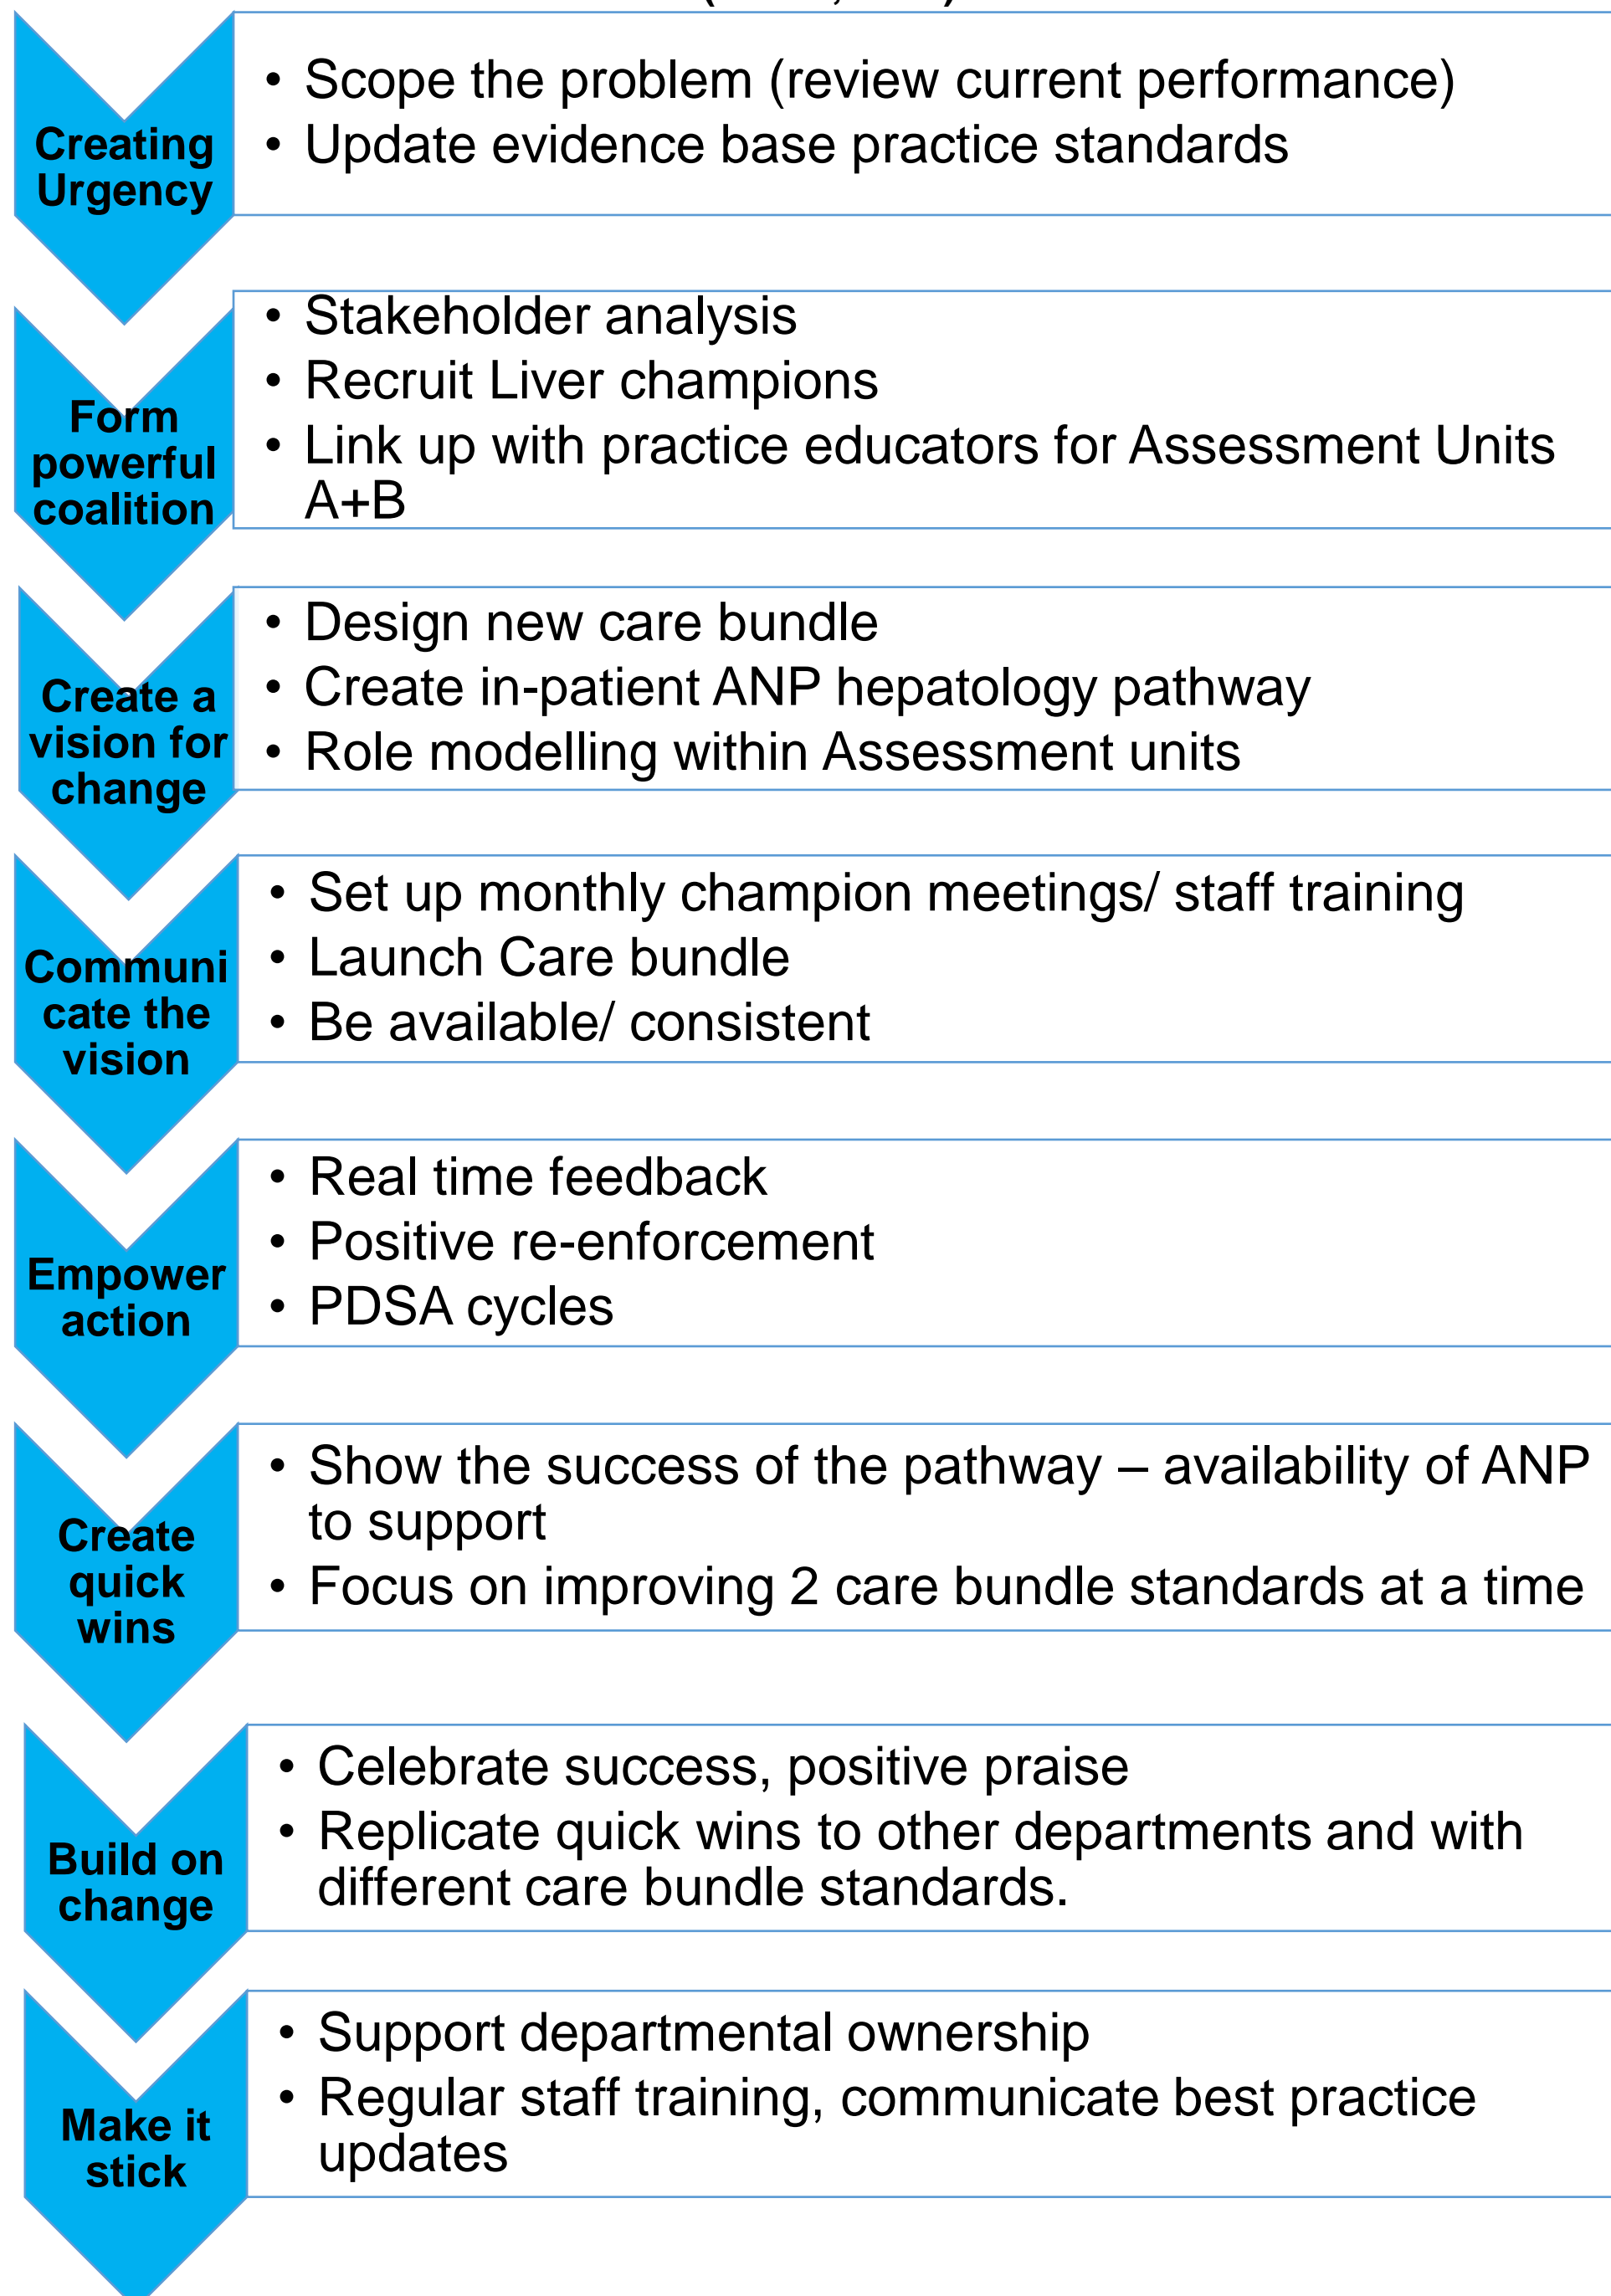 Creating
Urgency
• Scope the problem (review current performance)
• Update evidence base practice standards
Form
powerful
coalition
• Stakeholder analysis
• Recruit Liver champions
• Link up with practice educators for Assessment Units
A+B
Create a
vision for
change
• Design new care bundle
• Create in-patient ANP hepatology pathway
• Role modelling within Assessment units
Communi
cate the
vision
• Set up monthly champion meetings/ staff training
• Launch Care bundle
• Be available/ consistent
Empower
action
• Real time feedback
• Positive re-enforcement
• PDSA cycles
Create
quick
wins
• Show the success of the pathway – availability of ANP
to support
• Focus on improving 2 care bundle standards at a time
Build on
change
• Celebrate success, positive praise
• Replicate quick wins to other departments and with
different care bundle standards.
Make it
stick
• Support departmental ownership
• Regular staff training, communicate best practice
updates